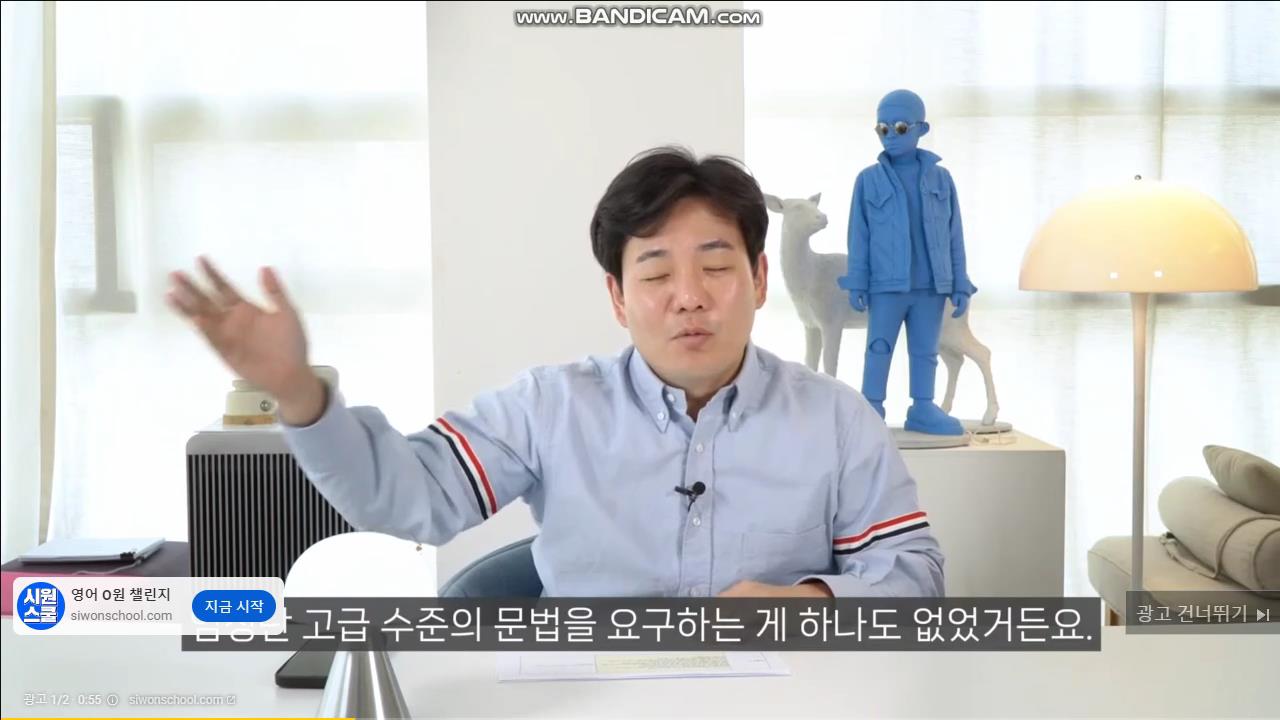 www.BANDICAM.com
시원
스쿨
영어 0원 챌린지
siwonschool.com
지금 시작
고급 수준의 문법을 요구하는 게 하나도 없었거든요.
광고 건너뛰기
광고 1/2 · 0:55
siwonschool.com